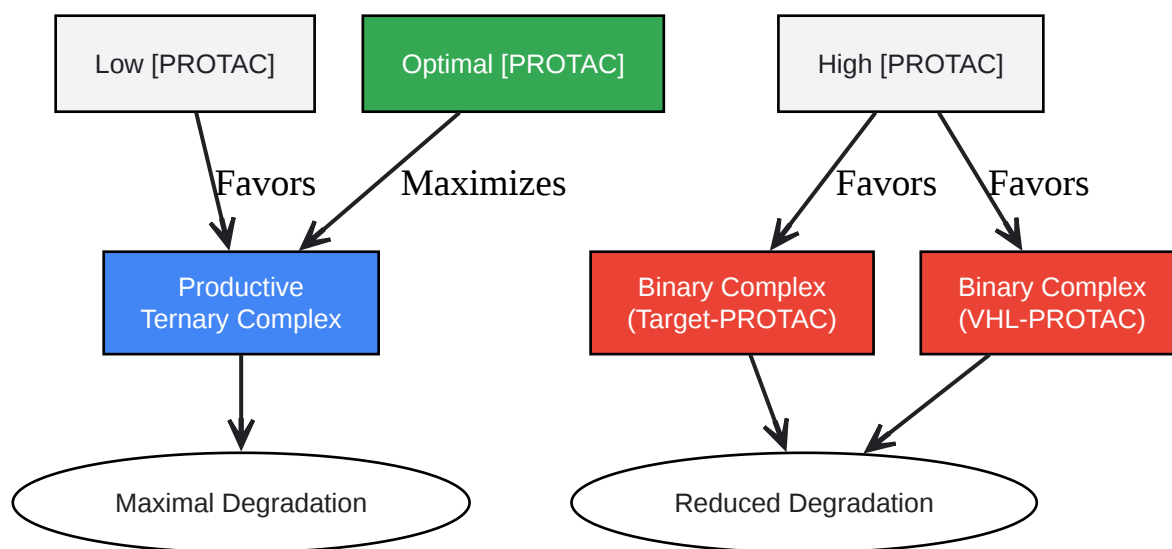 Low [PROTAC]
Optimal [PROTAC]
High [PROTAC]
Favors
Maximizes
Favors
Favors
Productive
Ternary Complex
Binary Complex
(Target-PROTAC)
Binary Complex
(VHL-PROTAC)
Maximal Degradation
Reduced Degradation